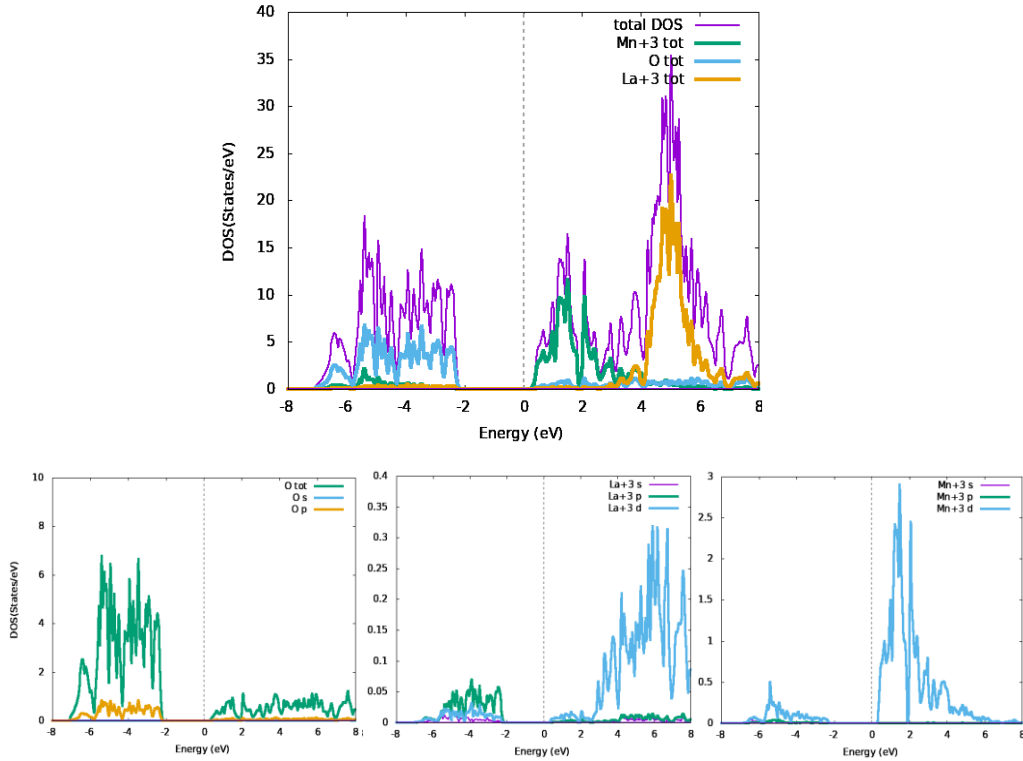 40
35
30
25
20
15
10
5
0
DOS(States/eV)
total DOS
Mn+3 tot
O tot
La+3 tot
-8 -6 -4 -2 0 2 4 6 8
Energy (eV)
10
8
6
4
2
0
DOS(States/eV)
O tot
O s
O p
-8 -6 -4 -2 0 2 4 6 8
Energy (eV)
0.4
0.35
0.3
0.25
0.2
0.15
0.1
0.05
0
La+3 s
La+3 p
La+3 d
-8 -6 -4 -2 0 2 4 6 8
Energy (eV)
3
2.5
2
1.5
1
0.5
0
Mn+3 s
Mn+3 p
Mn+3 d
-8 -6 -4 -2 0 2 4 6 8
Energy (eV)